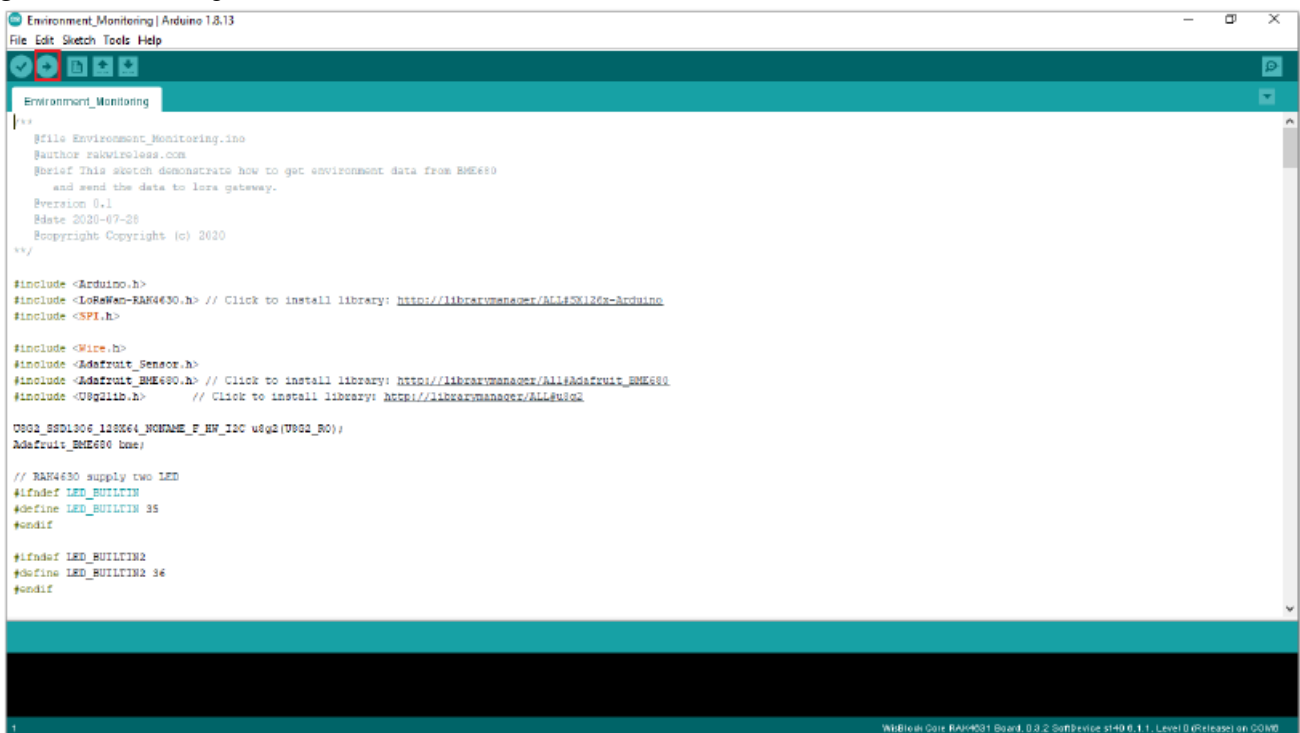 Environment_Monitoring | Arduino 1.8.13
File Edit Sketch Tools Help
Environment_Monitoring
/**
@file Environment_Monitoring.ino
@author rakwireless.com
@brief This sketch demonstrate how to get environment data from BME680
and send the data to lora gateway.
@version 0.1
@date 2020-07-28
@copyright Copyright (c) 2020
**/
#include <Arduino.h>
#include <LoRaWan-RAK4630.h> // Click to install library: http://librarymanager/ALL#SX126x-Arduino
#include <SPI.h>
#include <Wire.h>
#include <Adafruit_Sensor.h>
#include <Adafruit_BME680.h> // Click to install library: http://librarymanager/All#Adafruit_BME680
#include <U8g2lib.h> // Click to install library: http://librarymanager/ALL#u8g2
U8G2_SSD1306_128X64_NONAME_F_HW_I2C u8g2(U8G2_R0);
Adafruit_BME680 bme;
// RAK4630 supply two LED
#ifndef LED_BUILTIN
#define LED_BUILTIN 35
#endif
#ifndef LED_BUILTIN2
#define LED_BUILTIN2 36
#endif
1
WisBlock Core RAK4631 Board, 0.3.2 SoftDevice s140 6.1.1, Level 0 (Release) on COM6